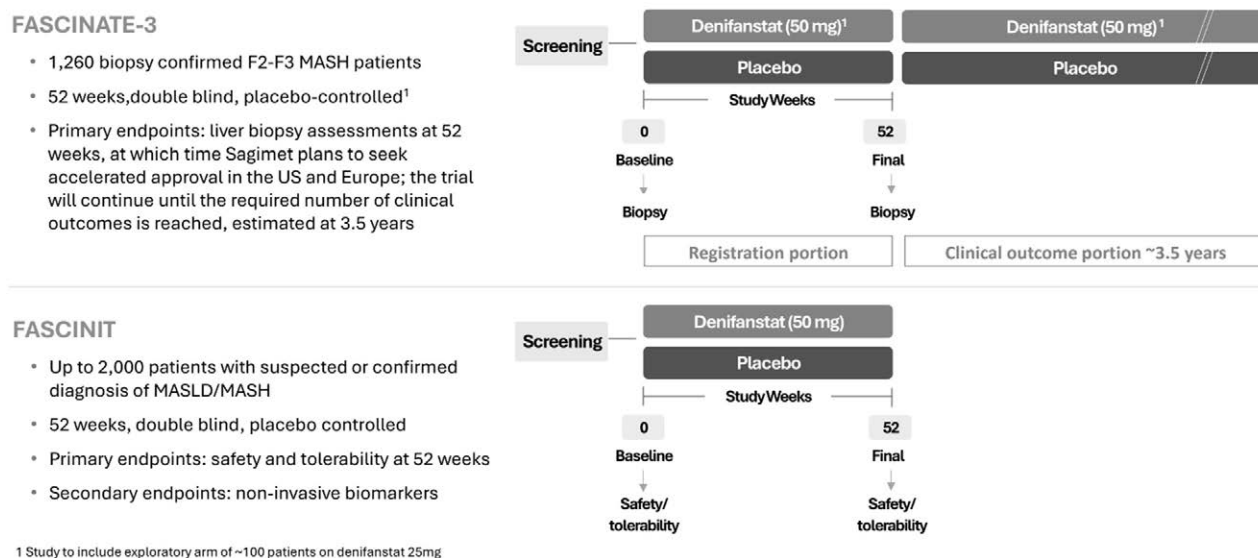 FASCINATE-3
• 1,260 biopsy confirmed F2-F3 MASH patients
• 52 weeks,double blind, placebo-controlled¹
• Primary endpoints: liver biopsy assessments at 52
weeks, at which time Sagimet plans to seek
accelerated approval in the US and Europe; the trial
will continue until the required number of clinical
outcomes is reached, estimated at 3.5 years
Screening
Denifanstat (50 mg)¹
Denifanstat (50 mg)¹
Placebo
Placebo
Study Weeks
0
52
Baseline
Final
Biopsy
Biopsy
Registration portion
Clinical outcome portion ~3.5 years
FASCINIT
• Up to 2,000 patients with suspected or confirmed
diagnosis of MASLD/MASH
• 52 weeks, double blind, placebo controlled
• Primary endpoints: safety and tolerability at 52 weeks
• Secondary endpoints: non-invasive biomarkers
Screening
Denifanstat (50 mg)
Placebo
Study Weeks
0
52
Baseline
Final
Safety/
tolerability
Safety/
tolerability
1 Study to include exploratory arm of ~100 patients on denifanstat 25mg